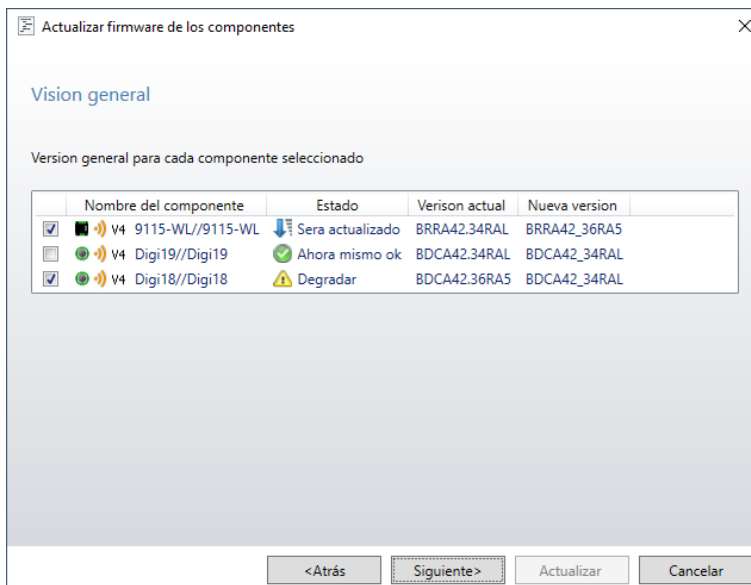 Actualizar firmware de los componentes
Vision general
Version general para cada componente seleccionado
Nombre del componente Estado Verison actual Nueva version
V4 9115-WL//9115-WL Sera actualizado BRRA42.34RAL BRRA42_36RA5
V4 Digi19//Digi19 Ahora mismo ok BDCA42.34RAL BDCA42_34RAL
V4 Digi18//Digi18 Degradar BDCA42.36RA5 BDCA42_34RAL
<Atrás Siguiente> Actualizar Cancelar